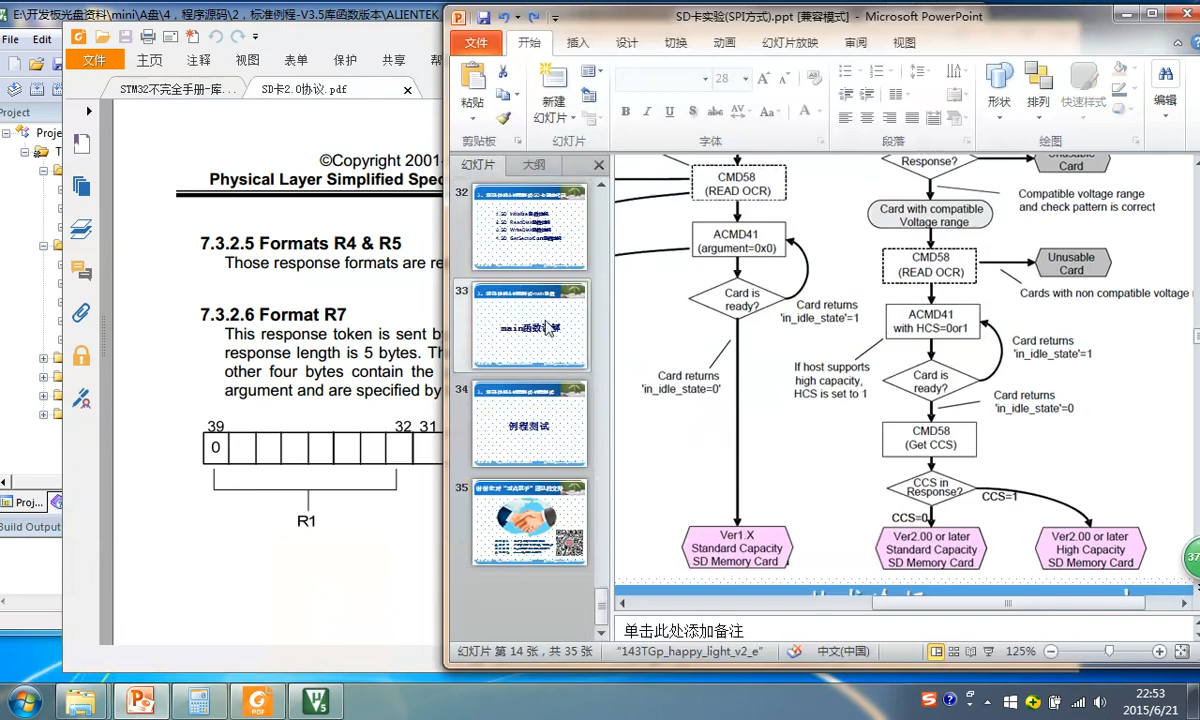 E:\开发板光盘资料\mini\A盘\4，程序源码\2，标准例程-V3.5库函数版本\ALIENTEK
File Edit
Project
Proje
Proj...
Build Output
文件 主页 注释 视图 表单 保护 共享
STM32不完全手册-库... SD卡2.0协议.pdf
©Copyright 2001-
Physical Layer Simplified Spec
7.3.2.5 Formats R4 & R5
Those response formats are re
7.3.2.6 Format R7
This response token is sent b
response length is 5 bytes. Th
other four bytes contain the
argument and are specified by
39 32 31
0
R1
SD卡实验(SPI方式).ppt [兼容模式] - Microsoft PowerPoint
文件 开始 插入 设计 切换 动画 幻灯片放映 审阅 视图
28
粘贴 新建 形状 排列 快速样式 编辑
幻灯片
B I U S abc AV Aa A
剪贴板 幻灯片 字体 段落 绘图
幻灯片 大纲
32
33
main函数讲解
34
例程测试
35
CMD58
(READ OCR)
ACMD41
(argument=0x0)
Card is
ready?
Card returns
'in_idle_state'=1
Card returns
'in_idle_state=0'
Ver1.X
Standard Capacity
SD Memory Card
Response?
Unusable
Card
Compatible voltage range
and check pattern is correct
Card with compatible
Voltage range
CMD58
(READ OCR)
Unusable
Card
Cards with non compatible voltage
ACMD41
with HCS=0or1
Card returns
'in_idle_state'=1
If host supports
high capacity,
HCS is set to 1
Card is
ready?
Card returns
'in_idle_state'=0
CMD58
(Get CCS)
CCS in
Response?
CCS=1
CCS=0
Ver2.00 or later
Standard Capacity
SD Memory Card
Ver2.00 or later
High Capacity
SD Memory Card
37
单击此处添加备注
幻灯片 第 14 张，共 35 张 "143TGp_happy_light_v2_e" 中文(中国) 125%
22:53
2015/6/21